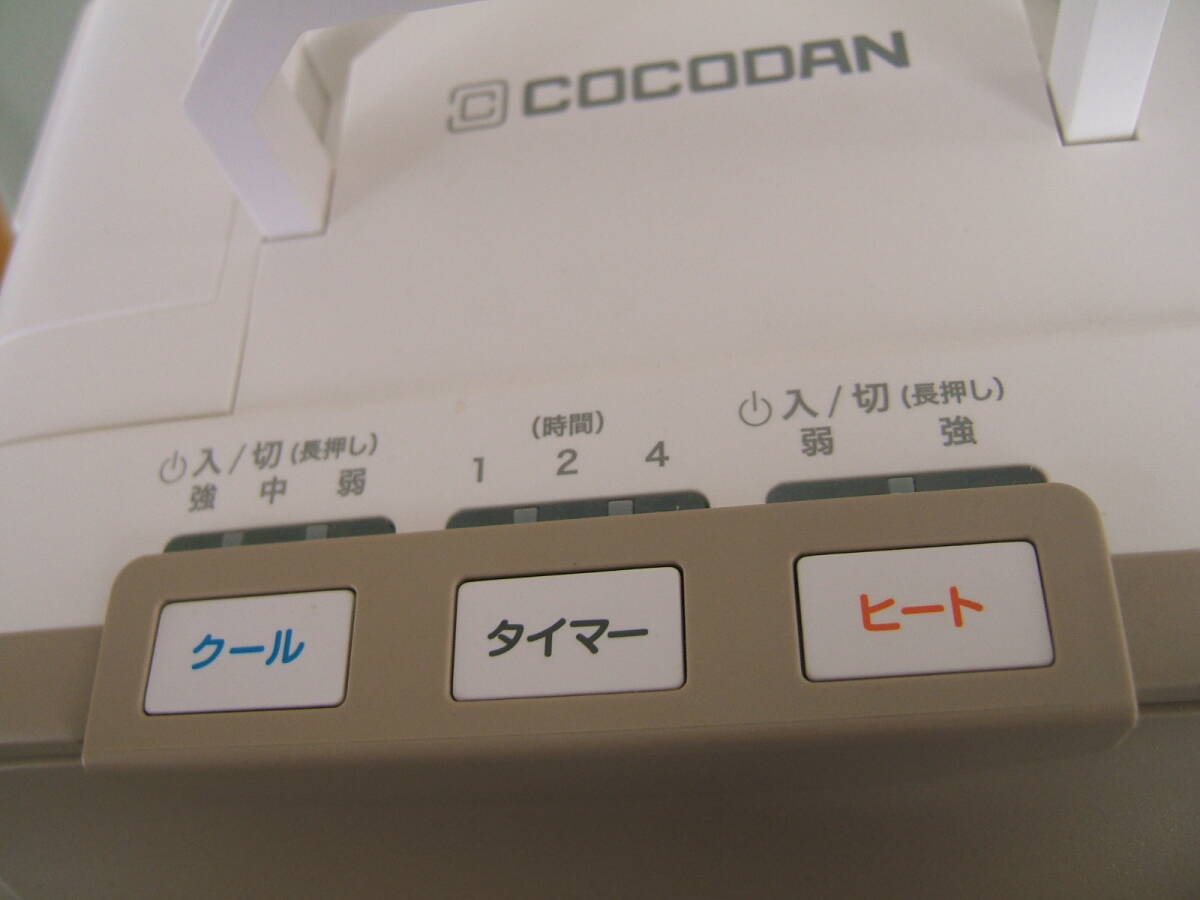 COCODAN
入/切 (長押し)
強 中 弱
(時間)
1 2 4
入/切 (長押し)
弱 強
クール
タイマー
ヒート